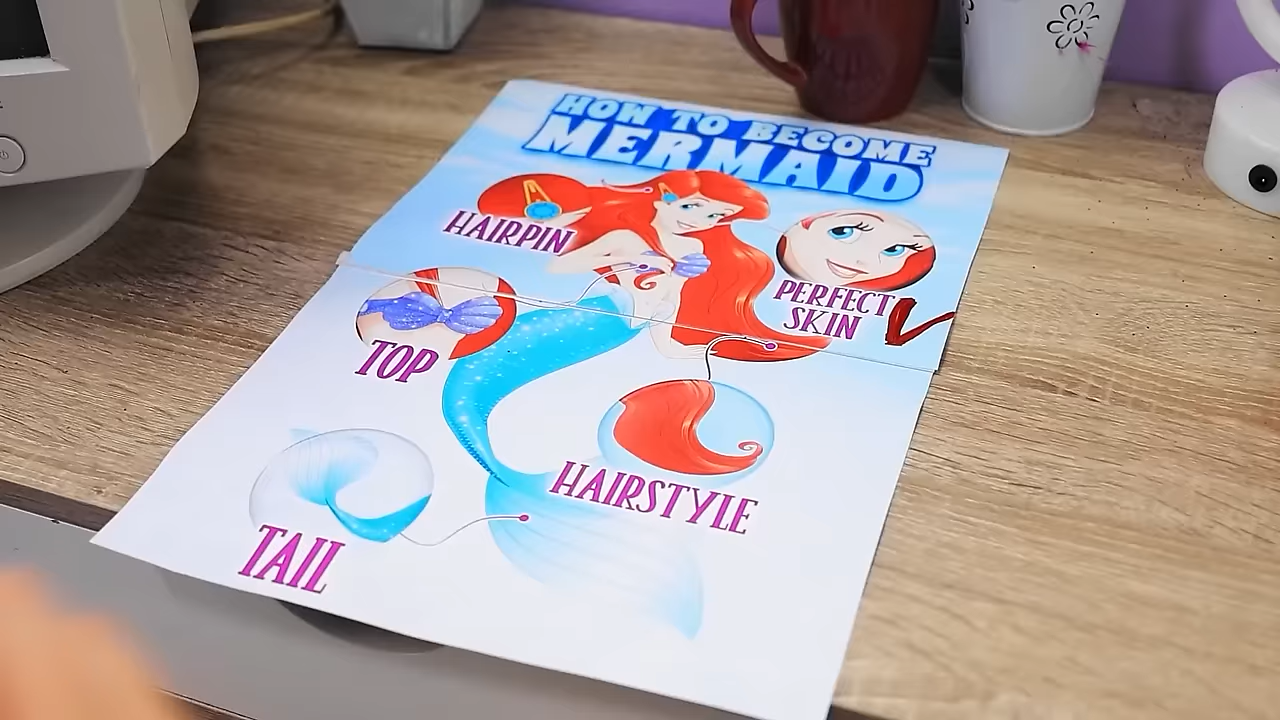 HOW TO BECOME
MERMAID
HAIRPIN
PERFECT
SKIN
TOP
HAIRSTYLE
TAIL